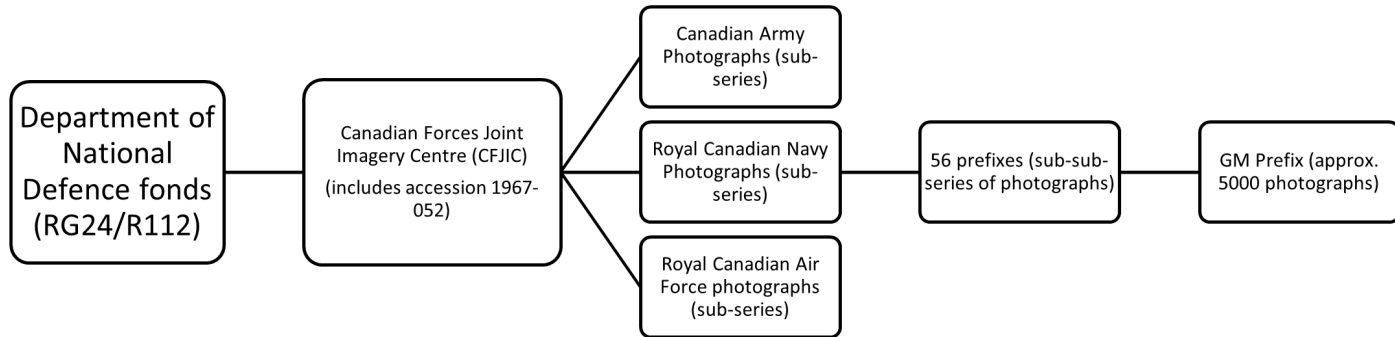 Department of
National
Defence fonds
(RG24/R112)
Canadian Forces Joint
Imagery Centre (CFJIC)
(includes accession 1967-
052)
Canadian Army
Photographs (sub-
series)
Royal Canadian Navy
Photographs (sub-
series)
Royal Canadian Air
Force photographs
(sub-series)
56 prefixes (sub-sub-
series of photographs)
GM Prefix (approx.
5000 photographs)